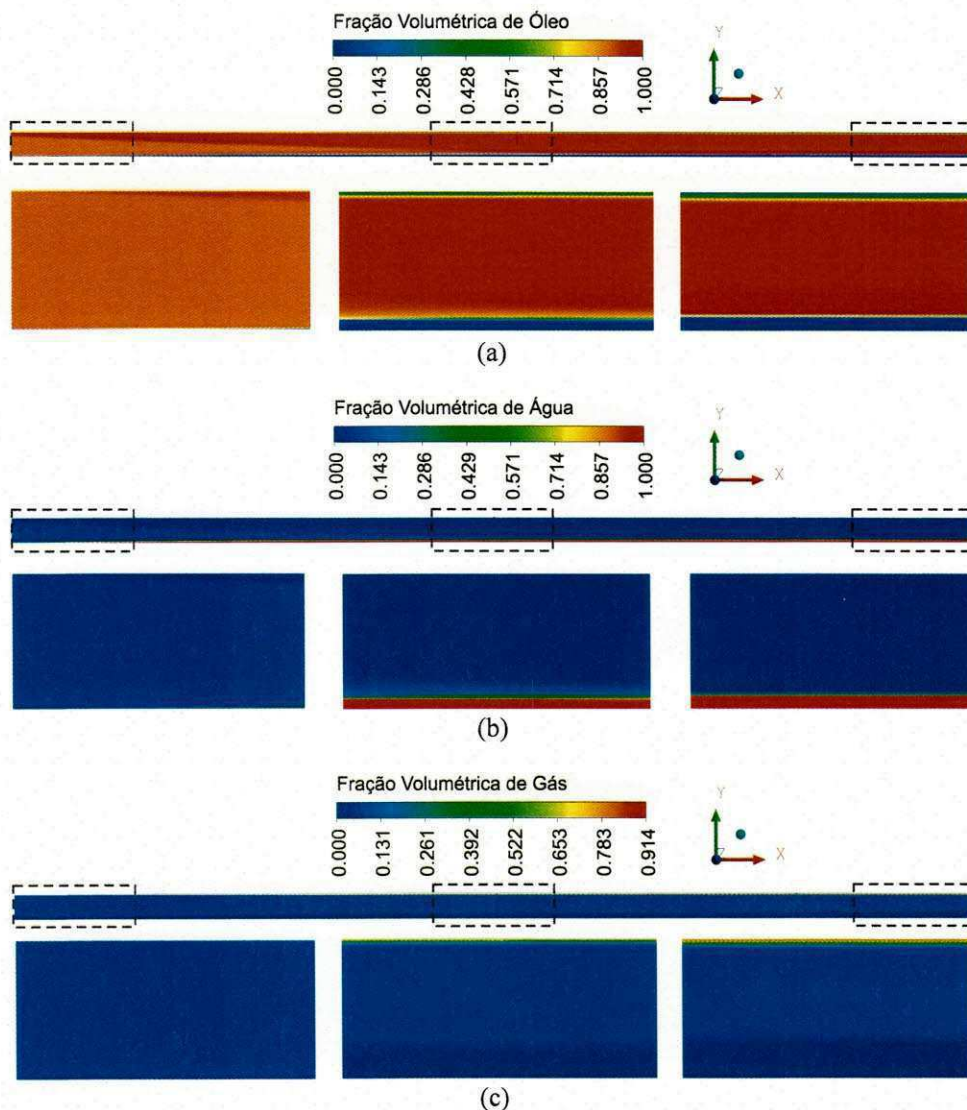 Fração Volumétrica de Óleo
0.000 0.143 0.286 0.428 0.571 0.714 0.857 1.000
Y
Z X
(a)
Fração Volumétrica de Água
0.000 0.143 0.286 0.429 0.571 0.714 0.857 1.000
Y
Z X
(b)
Fração Volumétrica de Gás
0.000 0.131 0.261 0.392 0.522 0.653 0.783 0.914
Y
Z X
(c)